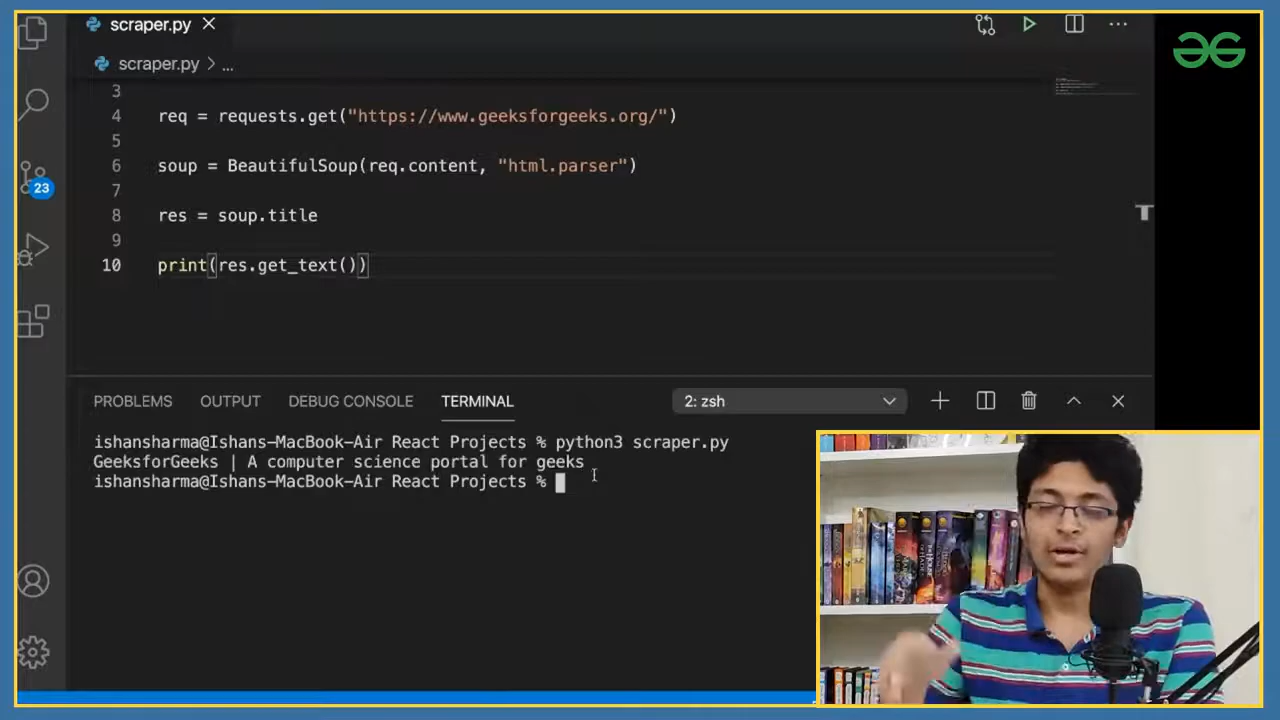 scraper.py
scraper.py > ...
3
4 req = requests.get("https://www.geeksforgeeks.org/")
5
6 soup = BeautifulSoup(req.content, "html.parser")
7
8 res = soup.title
9
10 print(res.get_text())
23
PROBLEMS OUTPUT DEBUG CONSOLE TERMINAL 2: zsh
ishansharma@Ishans-MacBook-Air React Projects % python3 scraper.py
GeeksforGeeks | A computer science portal for geeks
ishansharma@Ishans-MacBook-Air React Projects %